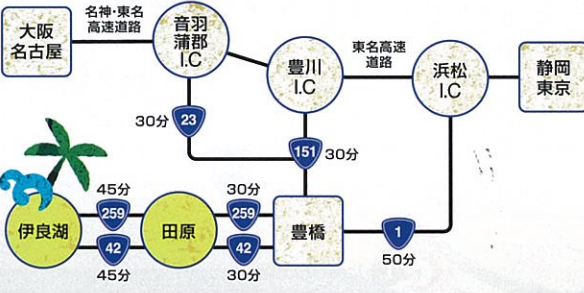 大阪
名古屋
名神・東名
高速道路
音羽
蒲郡
I.C
豊川
I.C
東名高速
道路
浜松
I.C
静岡
東京
30分
23
151
30分
45分
259
30分
259
伊良湖
田原
豊橋
42
45分
42
30分
1
50分